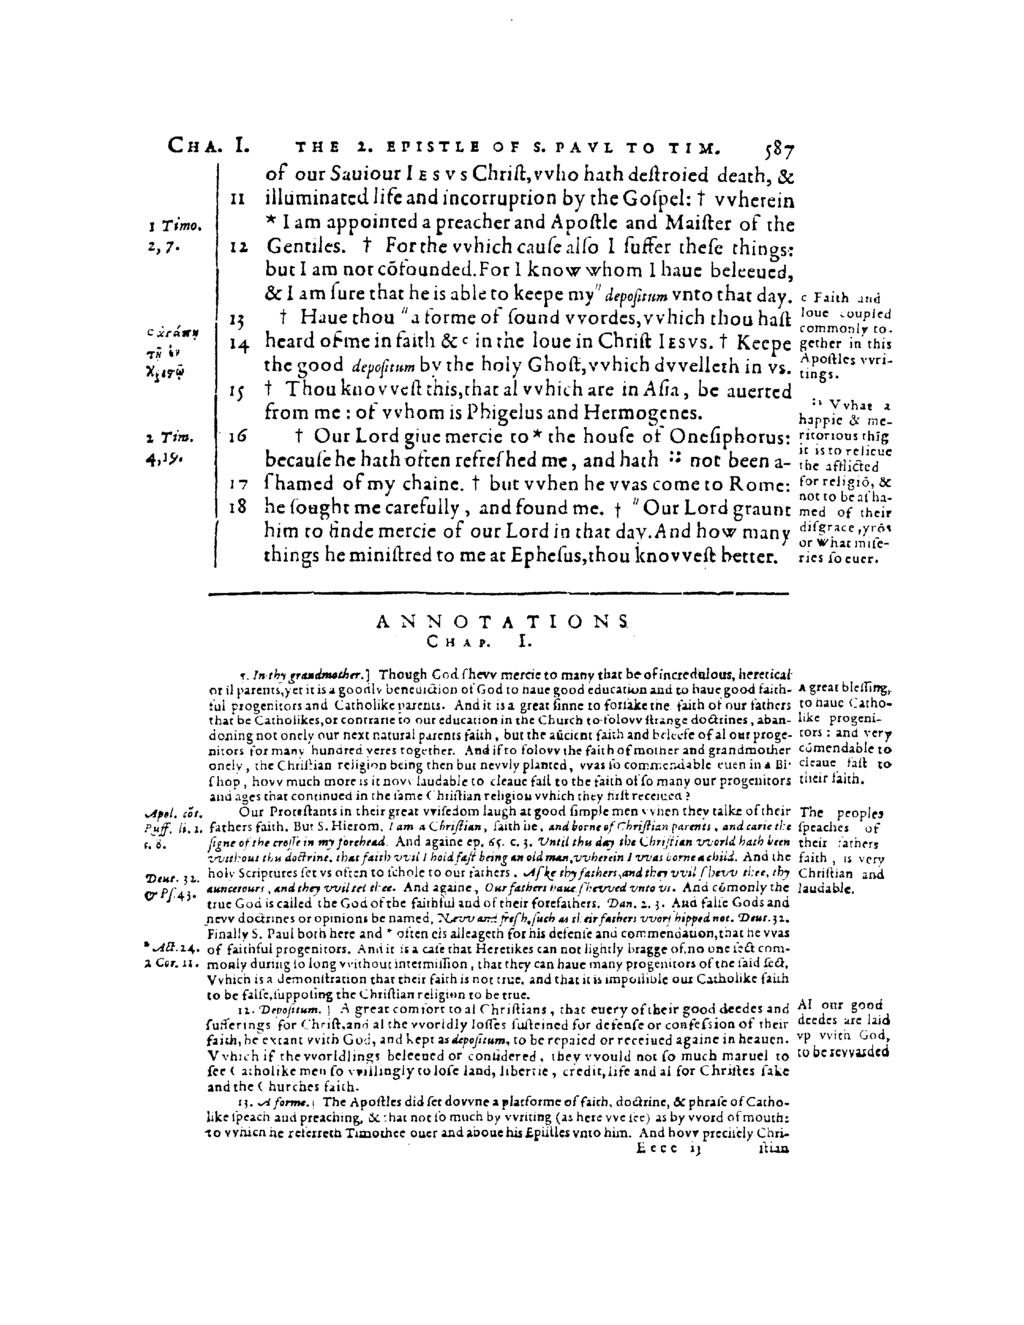 CHA. I. THE 2. EPISTLE OF S. PAVL TO TIM. 587
of our Sauiour IESVS Chriſt, vvho hath deſtroied death, &
11 illuminated life and incorruption by the Goſpel: † vvherein
1 Timo. 2, 7.
* I am appointed a preacher and Apoſtle and Maiſter of the
12 Gentiles. † For the vvhich cauſe alſo I ſuffer theſe things:
but I am not cõfounded. For I know whom I haue beleeued,
& I am ſure that he is able to keepe my " depoſitum vnto that day.
13 † Haue thou " a forme of ſound vvordes, vvhich thou haſt
14 heard of me in faith & c in the loue in Chriſt IESVS. † Keepe
the good depoſitum by the holy Ghoſt, vvhich dvvelleth in vs.
15 † Thou knovveſt this, that al vvhich are in Aſia, be auerted
from me: of vvhom is Phigelus and Hermogenes.
2 Tim. 4, 19.
16 † Our Lord giue mercie to * the houſe of Oneſiphorus:
becauſe he hath often refreſhed me, and hath :: not been a-
17 ſhamed of my chaine. † but vvhen he vvas come to Rome:
18 he ſought me carefully, and found me. † " Our Lord graunt
him to finde mercie of our Lord in that day. And how many
things he miniſtred to me at Epheſus, thou knovveſt better.
c Faith and
loue coupled
commonly to-
gether in this
Apoſtles vvri-
tings.
:: Vvhat a
happie & me-
ritorious thĩg
it is to relieue
the afflicted
for religiõ, &
not to be aſha-
med of their
diſgrace, yrõs
or What miſe-
ries ſo euer.
ANNOTATIONS
CHAP. I.
5. In thy grandmother.] Though God ſhevv mercie to many that be of incredulous, heretical
or il parents, yet it is a goodly benediction of God to haue good education and to haue good faith-
ful progenitors and Catholike parents. And it is a great ſinne to forſake the faith of our fathers
that be Catholikes, or contrarie to our education in the Church to folovv ſtrange doctrines, aban-
doning not onely our next natural parents faith, but the aũcient faith and beleefe of al our proge-
nitors for many hundred yeres together. And if to folovv the faith of mother and grandmother
onely, the Chriſtian religion being then but nevvly planted, vvas ſo commendable euen in a Bi-
ſhop, hovv much more is it novv laudable to cleaue faſt to the faith of ſo many our progenitors
and ages that continued in the ſame Chriſtian religion vvhich they firſt receiued?
A great bleſſing,
to haue Catho-
like progeni-
tors: and very
cõmendable to
cleaue faſt to
their faith.
Our Proteſtants in their great vviſedom laugh at good ſimple men vvhen they talke of their
fathers faith. But S. Hierom, I am a Chriſtian, ſaith he, and borne of Chriſtian parents, and carie the
ſigne of the croſſe in my forehead. And againe ep. 65. c. 3. Vntil this day the Chriſtian vvorld hath been
vvithout this doctrine, that faith vvil I hold faſt being an old man, vvherein I vvas borne a child. And the
holy Scriptures ſet vs often to ſchole to our fathers. Aſke thy fathers, and they vvil ſhevv thee, thy
auncetours, and they vvil tel thee. And againe, Our fathers haue ſhevved vnto vs. And cõmonly the
true God is called the God of the faithful and of their forefathers. Dan. 2, 3. And falſe Gods and
nevv doctrines or opinions be named, Nevv and freſh, ſuch as their fathers vvorſhipped not. Deut. 32.
Finally S. Paul both here and * often els alleageth for his defenſe and commendation, that he vvas
of faithful progenitors. And it is a caſe that Heretikes can not lightly bragge of, no one ſect com-
monly during ſo long vvithout intermiſſion, that they can haue many progenitors of the ſaid ſect,
Vvhich is a demonſtration that their faith is not true, and that it is impoſſible our Catholike faith
to be falſe, ſuppoſing the Chriſtian religion to be true.
Apol. cõt.
Ruff. li. 1.
Deut. 32.
& Pſ 43.
* Act. 24.
2 Cor. 11.
The peoples
ſpeaches of
their fathers
faith, is very
Chriſtian and
laudable.
12. Depoſitum.] A great comfort to al Chriſtians, that euery of their good deedes and
ſufferings for Chriſt, and al the vvorldly loſſes ſuſteined for defenſe or confeſſion of their
faith, be extant vvith God, and kept as depoſitum, to be repaied or receiued againe in heauen.
Vvhich if the vvorldlings beleeued or conſidered, they vvould not ſo much maruel to
ſee Catholike men ſo vvillingly to loſe land, libertie, credit, life and al for Chriſtes ſake
and the Churches faith.
Al our good
deedes are laid
vp vvith God,
to be revvarded
13. A forme.] The Apoſtles did ſet dovvne a platforme of faith, doctrine, & phraſe of Catho-
like ſpeach and preaching, & that not ſo much by vvriting (as here vve ſee) as by vvord of mouth:
to vvhich he referreth Timothee ouer and aboue his Epiſtles vnto him. And hovv preciſely Chri-
Eeee ij ſtian